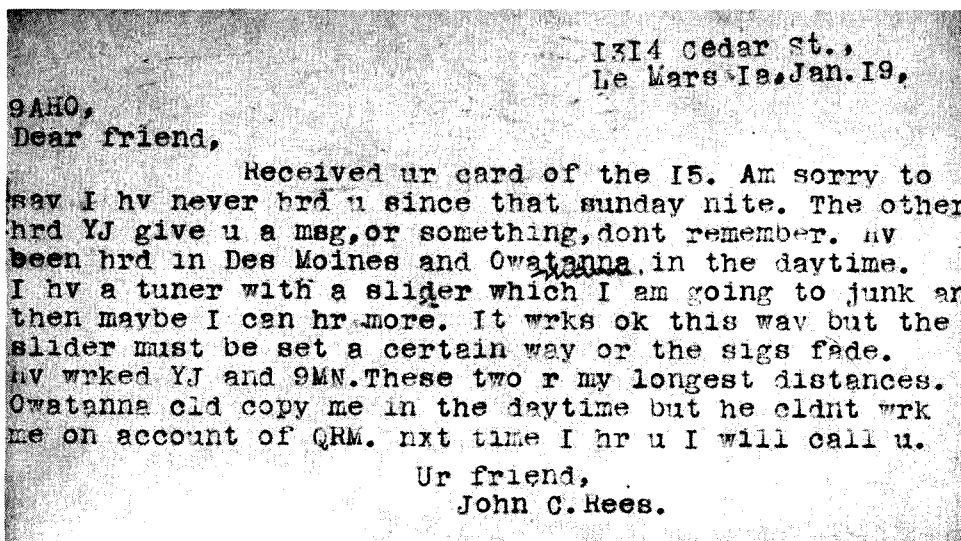 I3I4 Cedar St.,
Le Mars Ia,Jan.I9,
9AHO,
Dear friend,
Received ur card of the I5. Am sorry to
say I hv never hrd u since that sunday nite. The other
hrd YJ give u a msg,or something,dont remember. hv
been hrd in Des Moines and Owatanna in the daytime.
I hv a tuner with a slider which I am going to junk an
then maybe I can hr more. It wrks ok this way but the
slider must be set a certain way or the sigs fade.
hv wrked YJ and 9MN.These two r my longest distances.
Owatanna cld copy me in the daytime but he cldnt wrk
me on account of QRM. nxt time I hr u I will call u.
Ur friend,
John C.Rees.